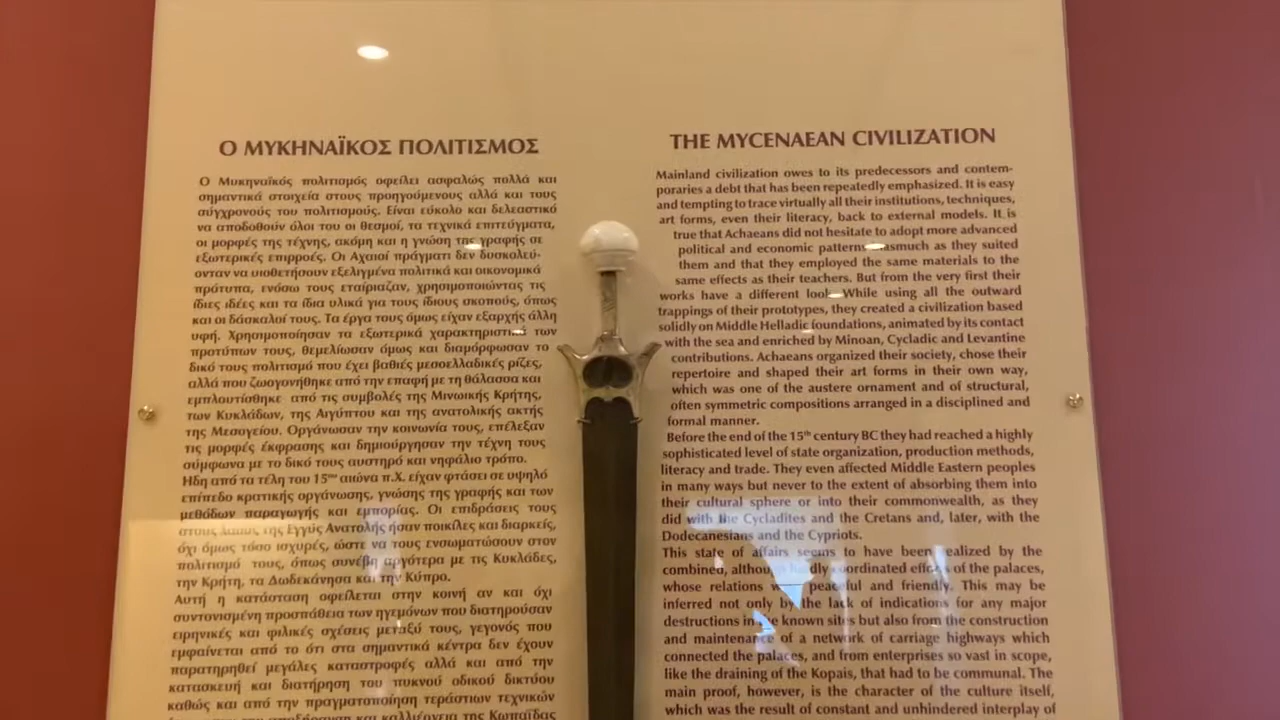 Ο ΜΥΚΗΝΑΪΚΟΣ ΠΟΛΙΤΙΣΜΟΣ
Ο Μυκηναϊκός πολιτισμός οφείλει ασφαλώς πολλά και
σημαντικά στοιχεία στους προηγούμενους αλλά και τους
σύγχρονούς του πολιτισμούς. Είναι εύκολο και δελεαστικό
να αποδοθούν όλοι του οι θεσμοί, τα τεχνικά επιτεύγματα,
οι μορφές της τέχνης, ακόμη και η γνώση της γραφής σε
εξωτερικές επιρροές. Οι Αχαιοί πράγματι δεν δυσκολεύ-
ονταν να υιοθετήσουν εξελιγμένα πολιτικά και οικονομικά
πρότυπα, ενόσω τους εταίριαζαν, χρησιμοποιώντας τις
ίδιες ιδέες και τα ίδια υλικά για τους ίδιους σκοπούς, όπως
και οι δάσκαλοί τους. Τα έργα τους όμως είχαν εξαρχής άλλη
υφή. Χρησιμοποίησαν τα εξωτερικά χαρακτηριστικά των
προτύπων τους, θεμελίωσαν όμως και διαμόρφωσαν το
δικό τους πολιτισμό που έχει βαθιές μεσοελλαδικές ρίζες,
αλλά που ζωογονήθηκε από την επαφή με τη θάλασσα και
εμπλουτίσθηκε από τις συμβολές της Μινωικής Κρήτης,
των Κυκλάδων, της Αιγύπτου και της ανατολικής ακτής
της Μεσογείου. Οργάνωσαν την κοινωνία τους, επέλεξαν
τις μορφές έκφρασης και δημιούργησαν την τέχνη τους
σύμφωνα με το δικό τους αυστηρό και νηφάλιο τρόπο.
Ηδη από τα τέλη του 15ου αιώνα π.Χ. είχαν φτάσει σε υψηλό
επίπεδο κρατικής οργάνωσης, γνώσης της γραφής και των
μεθόδων παραγωγής και εμπορίας. Οι επιδράσεις τους
στους λαούς της Εγγύς Ανατολής ήσαν ποικίλες και διαρκείς,
όχι όμως τόσο ισχυρές, ώστε να τους ενσωματώσουν στον
πολιτισμό τους, όπως συνέβη αργότερα με τις Κυκλάδες,
την Κρήτη, τα Δωδεκάνησα και την Κύπρο.
Αυτή η κατάσταση οφείλεται στην κοινή αν και όχι
συντονισμένη προσπάθεια των ηγεμόνων που διατηρούσαν
ειρηνικές και φιλικές σχέσεις μεταξύ τους, γεγονός που
εμφαίνεται από το ότι στα σημαντικά κέντρα δεν έχουν
παρατηρηθεί μεγάλες καταστροφές αλλά και από την
κατασκευή και διατήρηση του πυκνού οδικού δικτύου
καθώς και από την πραγματοποίηση τεράστιων τεχνικών
αποξήρανση και καλλιέργεια της Κωπαΐδας
THE MYCENAEAN CIVILIZATION
Mainland civilization owes to its predecessors and contem-
poraries a debt that has been repeatedly emphasized. It is easy
and tempting to trace virtually all their institutions, techniques,
art forms, even their literacy, back to external models. It is
true that Achaeans did not hesitate to adopt more advanced
political and economic patterns inasmuch as they suited
them and that they employed the same materials to the
same effects as their teachers. But from the very first their
works have a different look. While using all the outward
trappings of their prototypes, they created a civilization based
solidly on Middle Helladic foundations, animated by its contact
with the sea and enriched by Minoan, Cycladic and Levantine
contributions. Achaeans organized their society, chose their
repertoire and shaped their art forms in their own way,
which was one of the austere ornament and of structural,
often symmetric compositions arranged in a disciplined and
formal manner.
Before the end of the 15th century BC they had reached a highly
sophisticated level of state organization, production methods,
literacy and trade. They even affected Middle Eastern peoples
in many ways but never to the extent of absorbing them into
their cultural sphere or into their commonwealth, as they
did with the Cycladites and the Cretans and, later, with the
Dodecanesians and the Cypriots.
This state of affairs seems to have been realized by the
combined, although hardly coordinated efforts of the palaces,
whose relations were peaceful and friendly. This may be
inferred not only by the lack of indications for any major
destructions in the known sites but also from the construction
and maintenance of a network of carriage highways which
connected the palaces, and from enterprises so vast in scope,
like the draining of the Kopais, that had to be communal. The
main proof, however, is the character of the culture itself,
which was the result of constant and unhindered interplay of